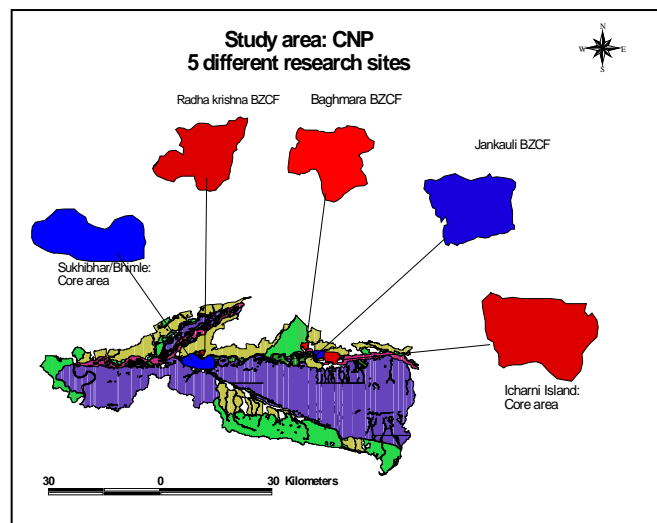 Study area: CNP
5 different research sites
N
W E
S
Radha krishna BZCF
Baghmara BZCF
Jankauli BZCF
Sukhibhar/Bhimle:
Core area
Icharni Island:
Core area
30 0 30 Kilometers